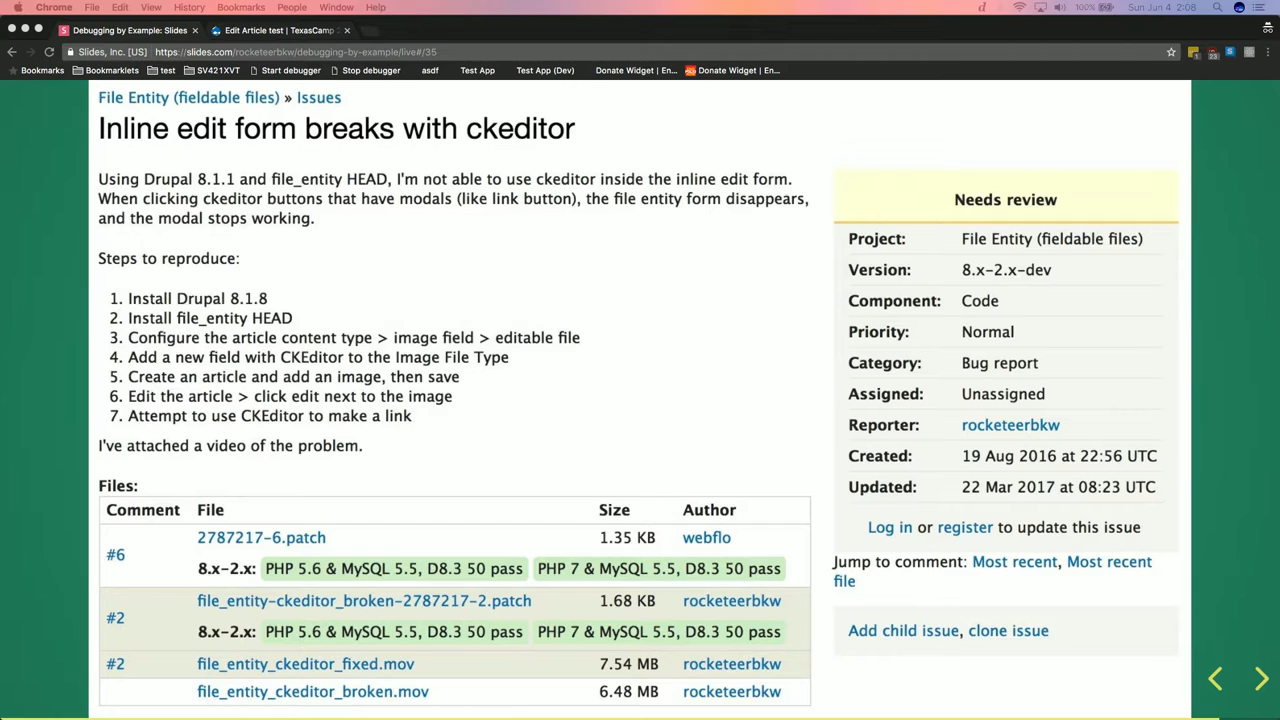 Chrome File Edit View History Bookmarks People Window Help
100% Sun Jun 4 2:08
Debugging by Example: Slides
Edit Article test | TexasCamp
Slides, Inc. [US] https://slides.com/rocketeerbkw/debugging-by-example/live#/35
Bookmarks Bookmarklets test SV421XVT Start debugger Stop debugger asdf Test App Test App (Dev) Donate Widget | En... Donate Widget | En...
File Entity (fieldable files) » Issues
Inline edit form breaks with ckeditor
Using Drupal 8.1.1 and file_entity HEAD, I'm not able to use ckeditor inside the inline edit form.
When clicking ckeditor buttons that have modals (like link button), the file entity form disappears,
and the modal stops working.
Steps to reproduce:
1. Install Drupal 8.1.8
2. Install file_entity HEAD
3. Configure the article content type > image field > editable file
4. Add a new field with CKEditor to the Image File Type
5. Create an article and add an image, then save
6. Edit the article > click edit next to the image
7. Attempt to use CKEditor to make a link
I've attached a video of the problem.
Files:
Comment File Size Author
#6 2787217-6.patch 1.35 KB webflo
8.x-2.x: PHP 5.6 & MySQL 5.5, D8.3 50 pass PHP 7 & MySQL 5.5, D8.3 50 pass
#2 file_entity-ckeditor_broken-2787217-2.patch 1.68 KB rocketeerbkw
8.x-2.x: PHP 5.6 & MySQL 5.5, D8.3 50 pass PHP 7 & MySQL 5.5, D8.3 50 pass
#2 file_entity_ckeditor_fixed.mov 7.54 MB rocketeerbkw
file_entity_ckeditor_broken.mov 6.48 MB rocketeerbkw
Needs review
Project: File Entity (fieldable files)
Version: 8.x-2.x-dev
Component: Code
Priority: Normal
Category: Bug report
Assigned: Unassigned
Reporter: rocketeerbkw
Created: 19 Aug 2016 at 22:56 UTC
Updated: 22 Mar 2017 at 08:23 UTC
Log in or register to update this issue
Jump to comment: Most recent, Most recent
file
Add child issue, clone issue